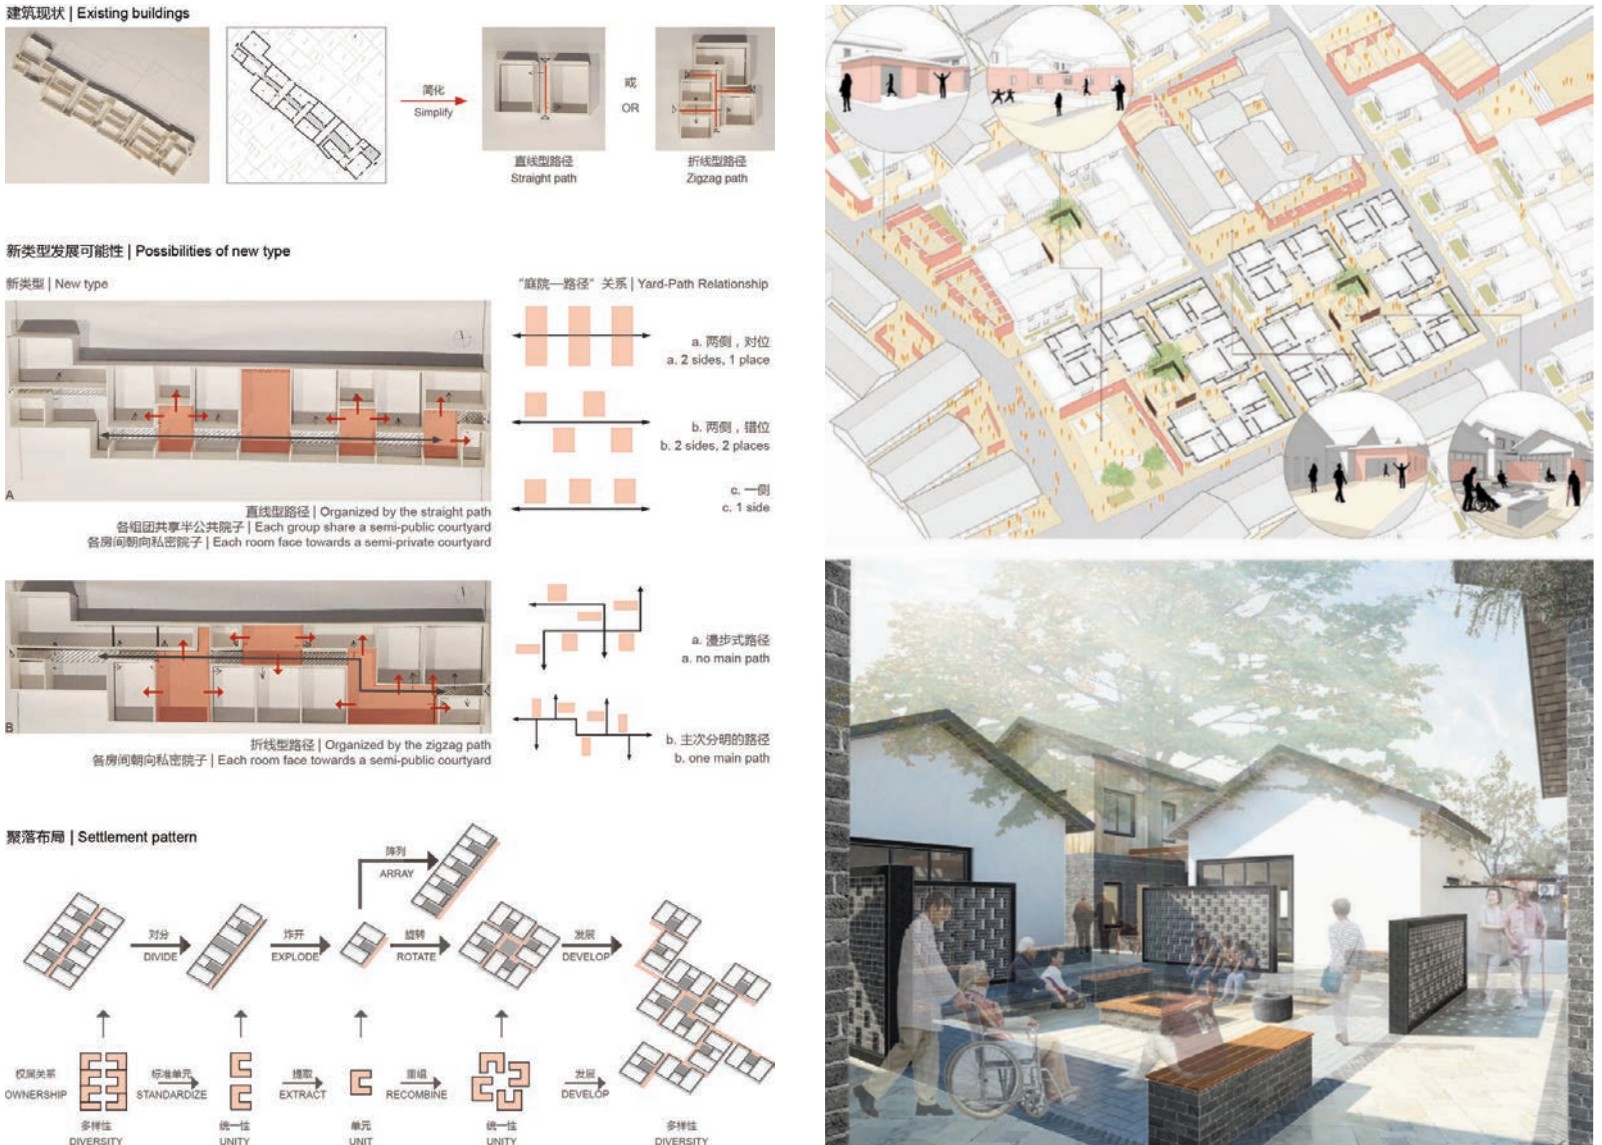 建筑现状 | Existing buildings
简化
Simplify
或
OR
直线型路径
Straight path
折线型路径
Zigzag path
新类型发展可能性 | Possibilities of new type
新类型 | New type
“庭院—路径”关系 | Yard-Path Relationship
a. 两侧，对位
a. 2 sides, 1 place
b. 两侧，错位
b. 2 sides, 2 places
c. 一侧
c. 1 side
A
直线型路径 | Organized by the straight path
各组团共享半公共院子 | Each group share a semi-public courtyard
各房间朝向私密院子 | Each room face towards a semi-private courtyard
a. 漫步式路径
a. no main path
b. 主次分明的路径
b. one main path
B
折线型路径 | Organized by the zigzag path
各房间朝向私密院子 | Each room face towards a semi-public courtyard
聚落布局 | Settlement pattern
阵列
ARRAY
对分
DIVIDE
炸开
EXPLODE
旋转
ROTATE
发展
DEVELOP
权属关系
OWNERSHIP
标准单元
STANDARDIZE
提取
EXTRACT
重组
RECOMBINE
发展
DEVELOP
多样性
DIVERSITY
统一性
UNITY
单元
UNIT
统一性
UNITY
多样性
DIVERSITY